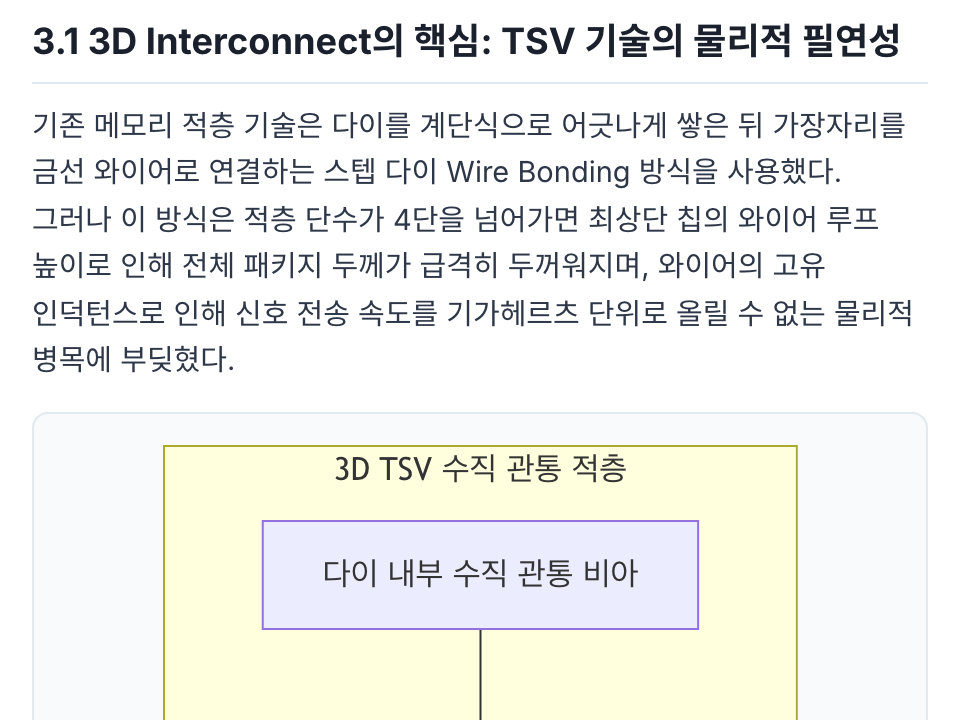 3.1 3D Interconnect의 핵심: TSV 기술의 물리적 필연성
기존 메모리 적층 기술은 다이를 계단식으로 어긋나게 쌓은 뒤 가장자리를
금선 와이어로 연결하는 스텝 다이 Wire Bonding 방식을 사용했다.
그러나 이 방식은 적층 단수가 4단을 넘어가면 최상단 칩의 와이어 루프
높이로 인해 전체 패키지 두께가 급격히 두꺼워지며, 와이어의 고유
인덕턴스로 인해 신호 전송 속도를 기가헤르츠 단위로 올릴 수 없는 물리적
병목에 부딪혔다.
3D TSV 수직 관통 적층
다이 내부 수직 관통 비아